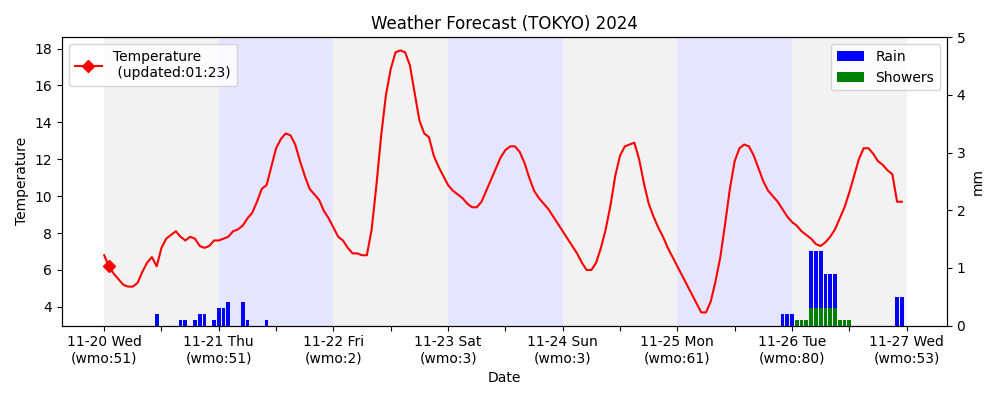 Weather Forecast (TOKYO) 2024
Temperature
(updated:01:23)
Rain
Showers
18
16
14
12
10
8
6
4
Temperature
5
4
3
2
1
0
mm
11-20 Wed
(wmo:51)
11-21 Thu
(wmo:51)
11-22 Fri
(wmo:2)
11-23 Sat
(wmo:3)
11-24 Sun
(wmo:3)
11-25 Mon
(wmo:61)
11-26 Tue
(wmo:80)
11-27 Wed
(wmo:53)
Date